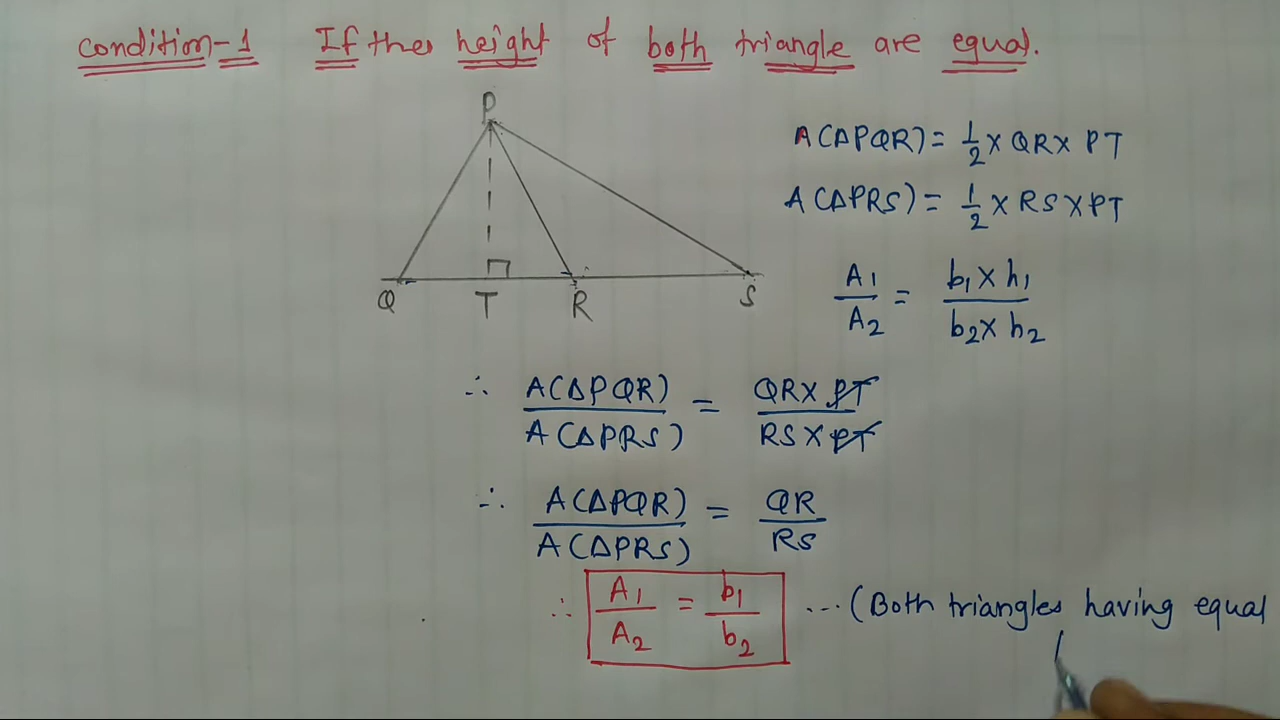 condition-1 If the height of both triangle are equal.
P
Q T R S
A(ΔPQR) = 1/2 × QR × PT
A(ΔPRS) = 1/2 × RS × PT
A1/A2 = b1 × h1 / b2 × h2
∴ A(ΔPQR)/A(ΔPRS) = QR × PT / RS × PT
∴ A(ΔPQR)/A(ΔPRS) = QR/RS
∴ A1/A2 = b1/b2 ... (Both triangles having equal